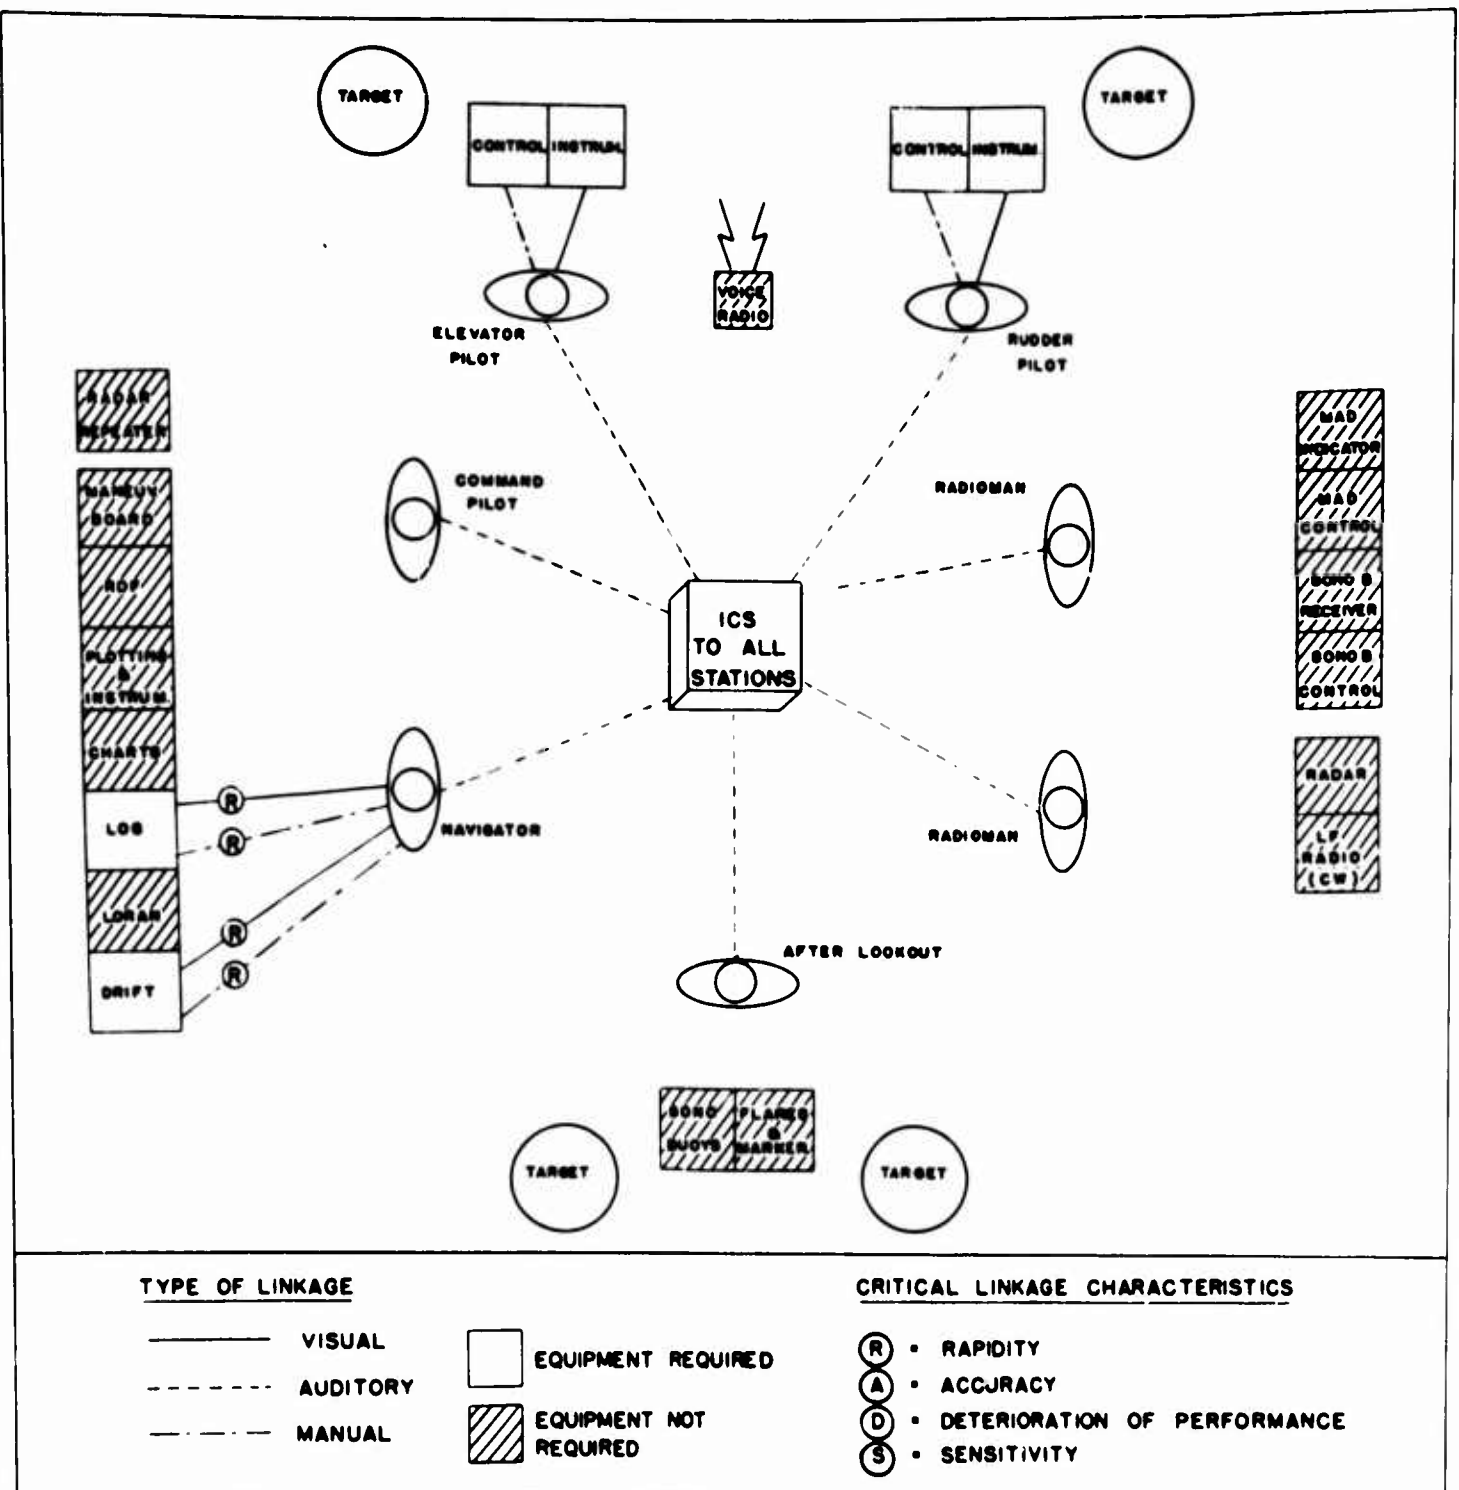 TARGET
TARGET
CONTROL INSTRUM.
CONTROL INSTRUM.
VOICE
RADIO
ELEVATOR
PILOT
RUDDER
PILOT
RADAR
REPEATER
MANEUV.
BOARD
RDF
PLOTTING
&
INSTRUM.
CHARTS
LOG
LORAN
DRIFT
COMMAND
PILOT
RADIOMAN
MAD
INDICATOR
MAD
CONTROL
SONO B
RECEIVER
SONO B
CONTROL
ICS
TO ALL
STATIONS
R
R
R
R
NAVIGATOR
RADIOMAN
RADAR
LF
RADIO
(CW)
AFTER LOOKOUT
SONO
BUOYS
FLARES
&
MARKER
TARGET
TARGET
TYPE OF LINKAGE
VISUAL
AUDITORY
MANUAL
EQUIPMENT REQUIRED
EQUIPMENT NOT
REQUIRED
CRITICAL LINKAGE CHARACTERISTICS
R = RAPIDITY
A = ACCURACY
D = DETERIORATION OF PERFORMANCE
S = SENSITIVITY